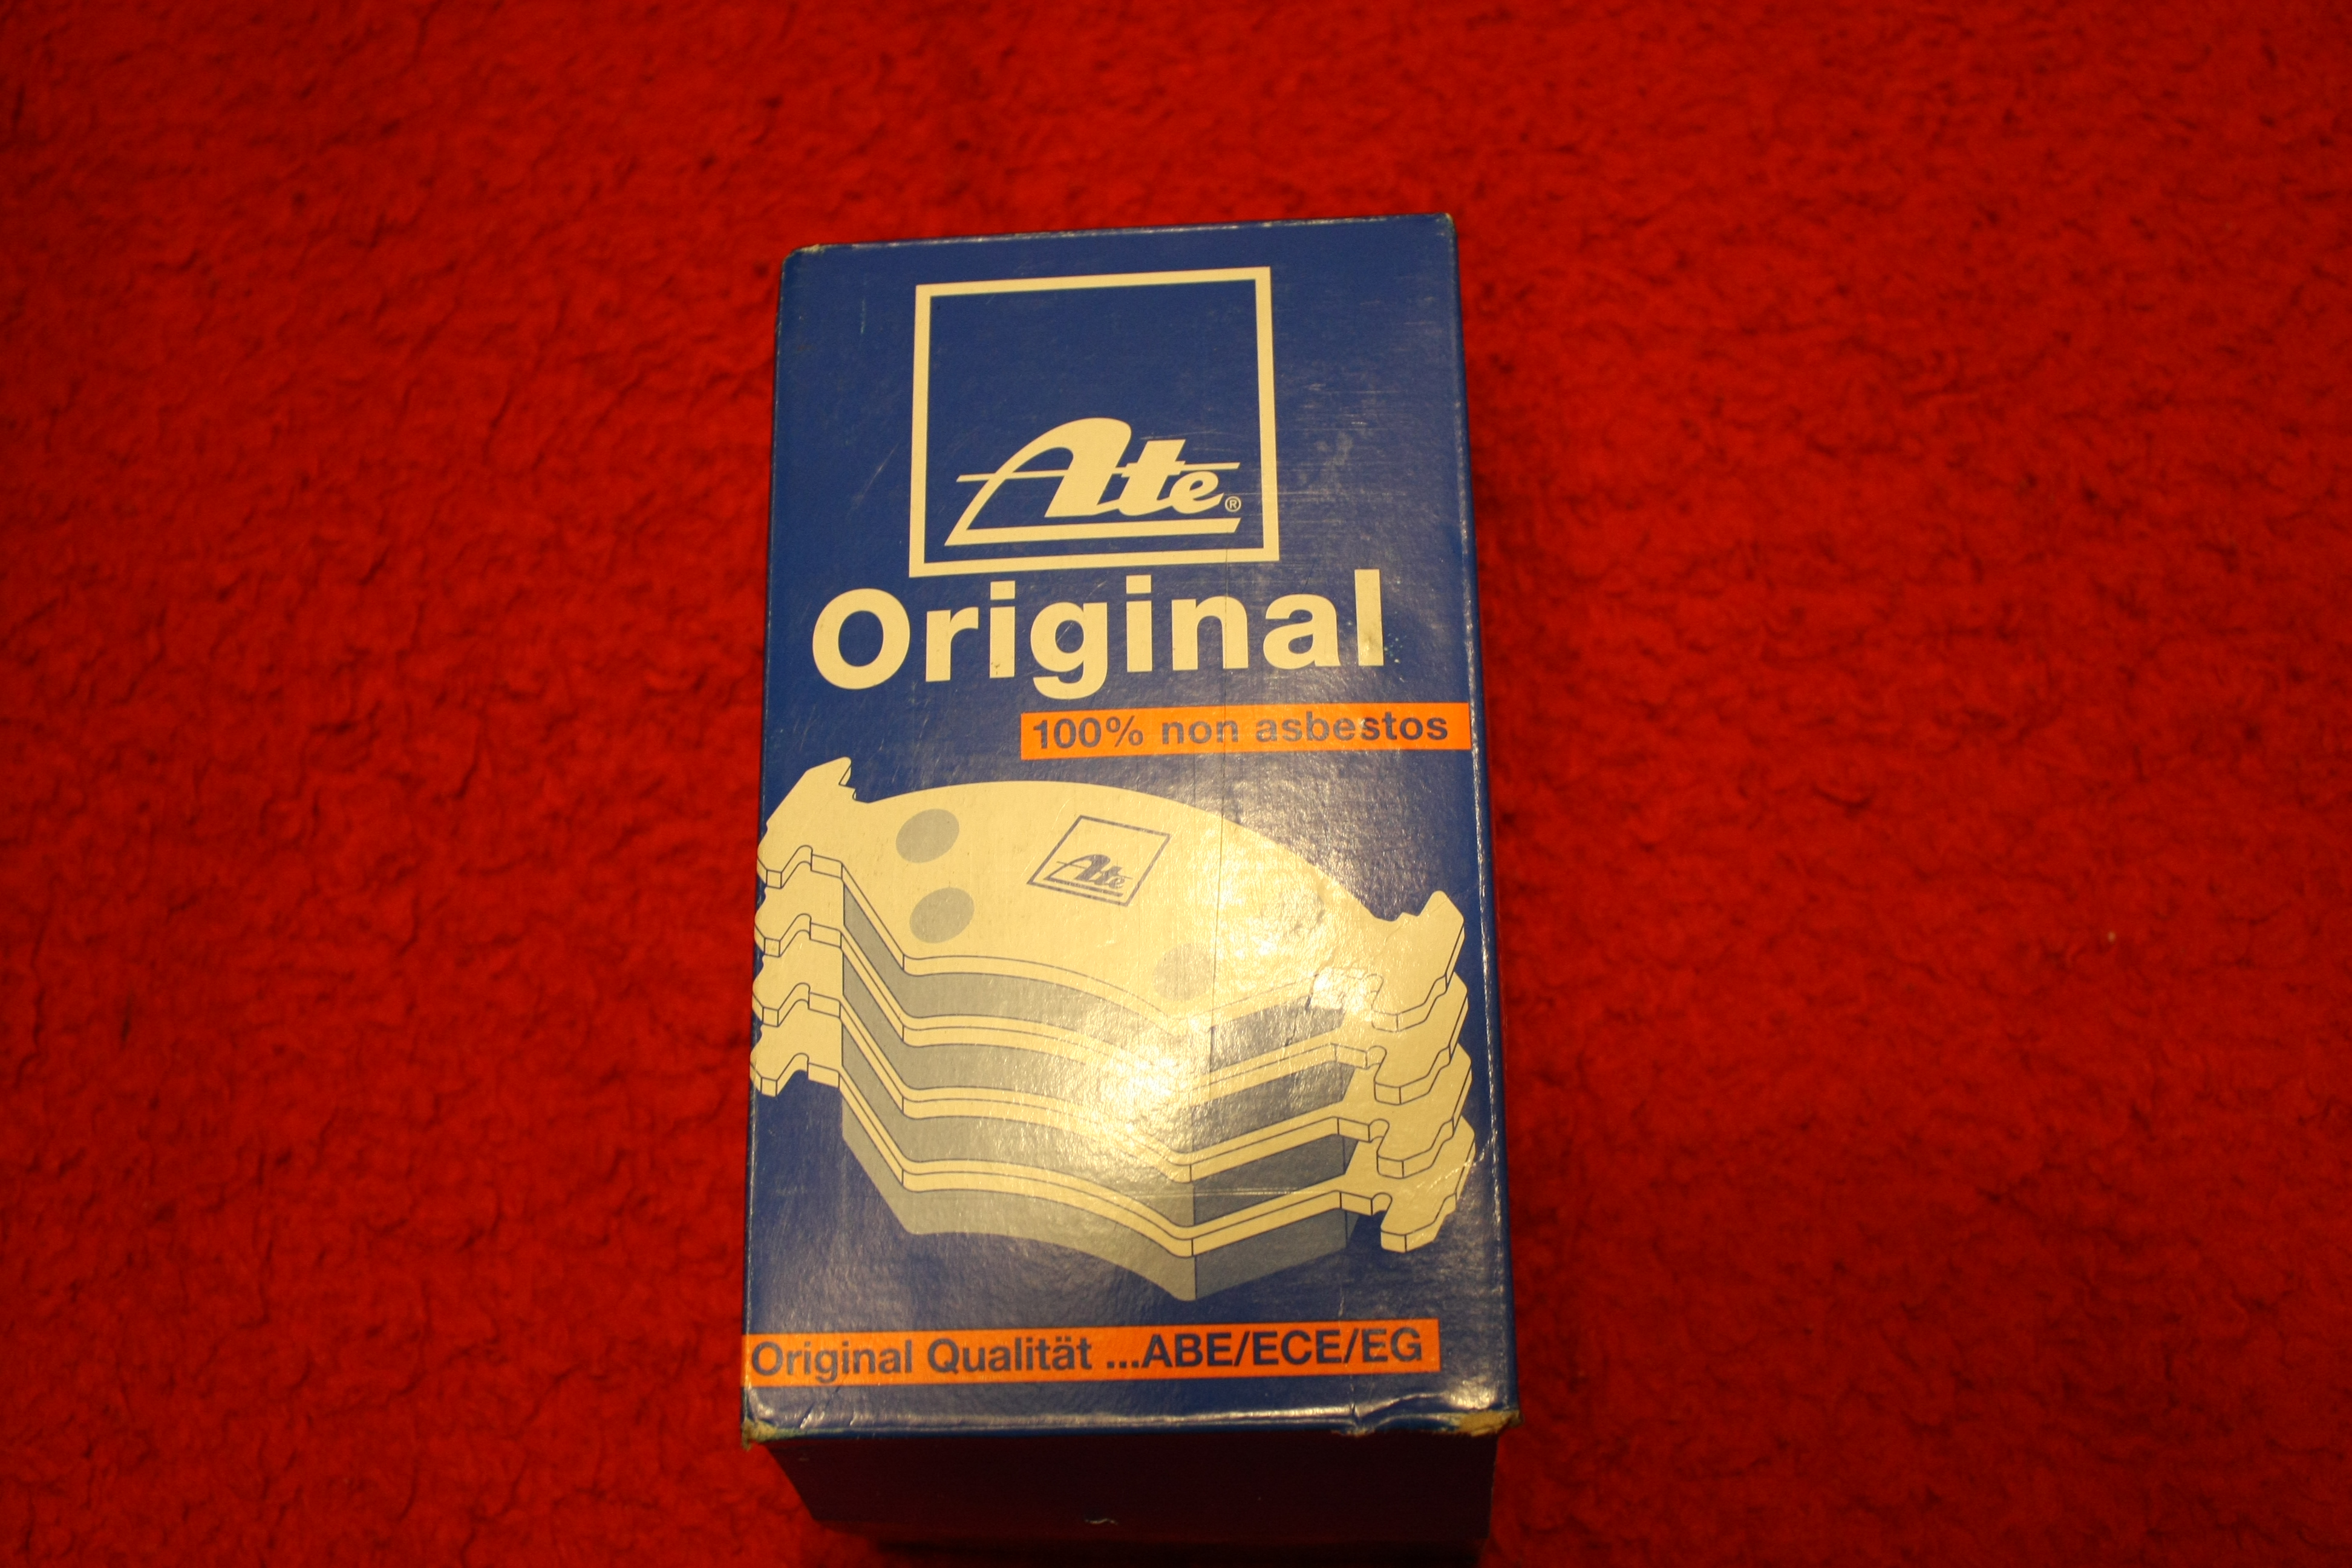 Ate®
Original
100% non asbestos
Ate
Original Qualität ...ABE/ECE/EG